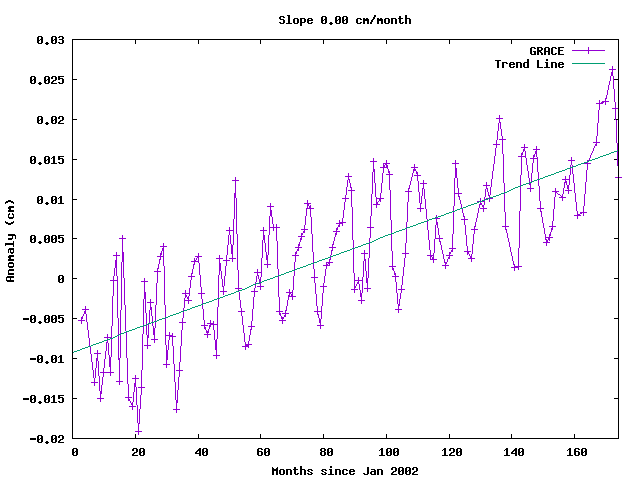 Slope 0.00 cm/month
GRACE
Trend Line
Anomaly (cm)
0.03
0.025
0.02
0.015
0.01
0.005
0
-0.005
-0.01
-0.015
-0.02
0 20 40 60 80 100 120 140 160
Months since Jan 2002